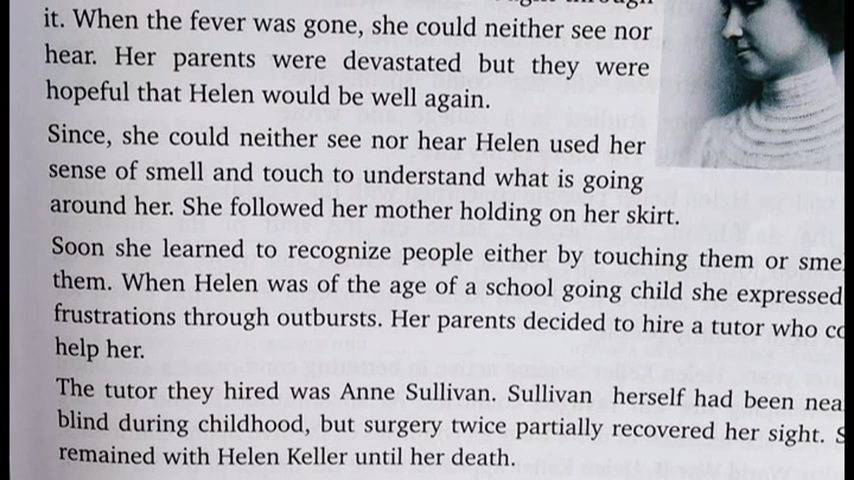 it. When the fever was gone, she could neither see nor
hear. Her parents were devastated but they were
hopeful that Helen would be well again.
Since, she could neither see nor hear Helen used her
sense of smell and touch to understand what is going
around her. She followed her mother holding on her skirt.
Soon she learned to recognize people either by touching them or
them. When Helen was of the age of a school going child she expressed
frustrations through outbursts. Her parents decided to hire a tutor who
help her.
The tutor they hired was Anne Sullivan. Sullivan herself had been
blind during childhood, but surgery twice partially recovered her sight.
remained with Helen Keller until her death.